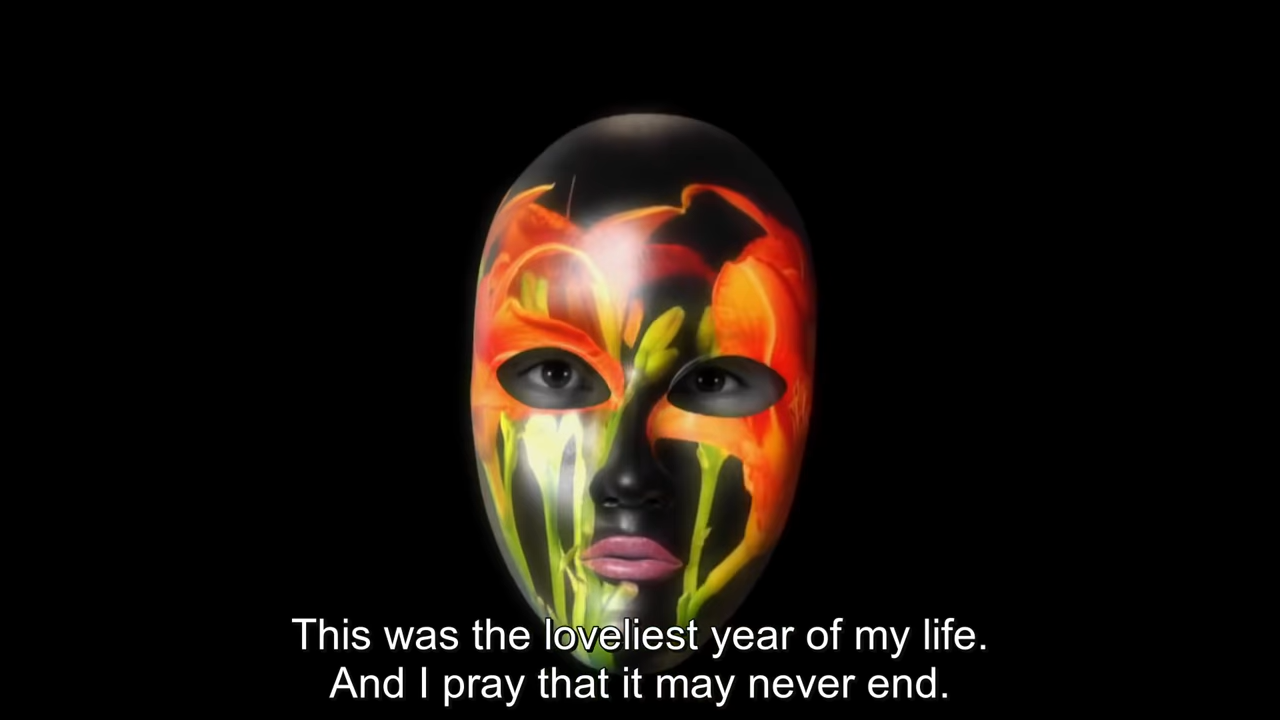 This was the loveliest year of my life.
And I pray that it may never end.